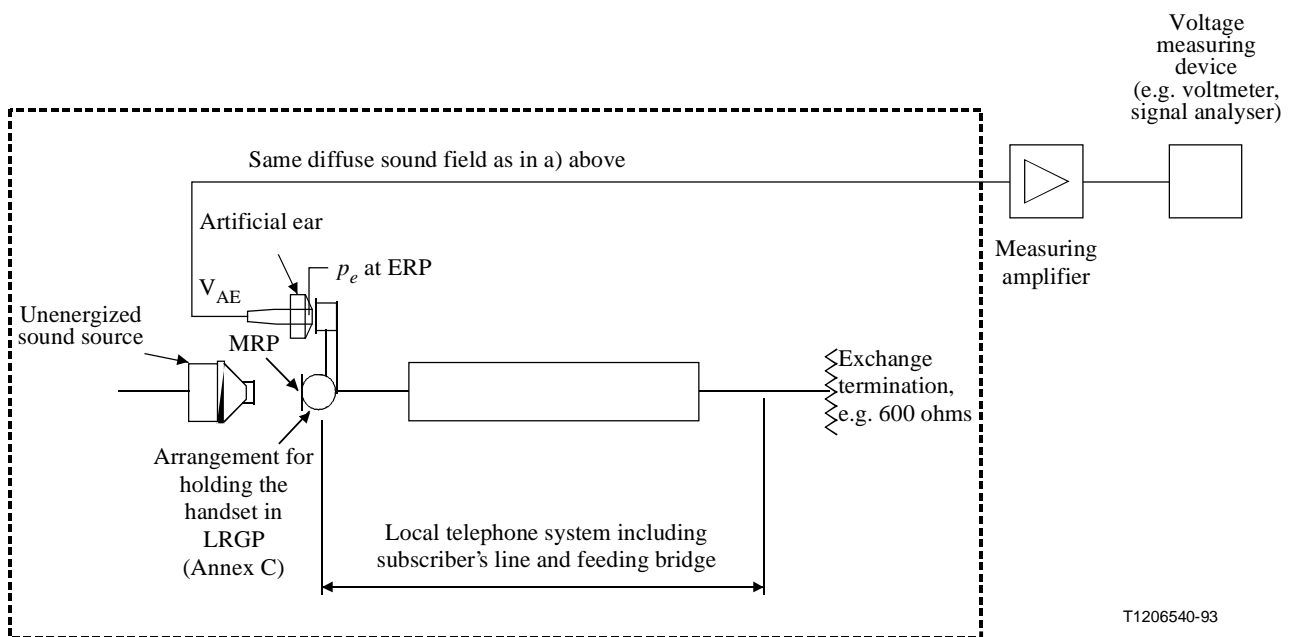 Voltage
measuring
device
(e.g. voltmeter,
signal analyser)
Same diffuse sound field as in a) above
Artificial ear
p_e at ERP
V_AE
Measuring
amplifier
Unenergized
sound source
MRP
Exchange
termination,
e.g. 600 ohms
Arrangement for
holding the
handset in
LRGP
(Annex C)
Local telephone system including
subscriber's line and feeding bridge
T1206540-93